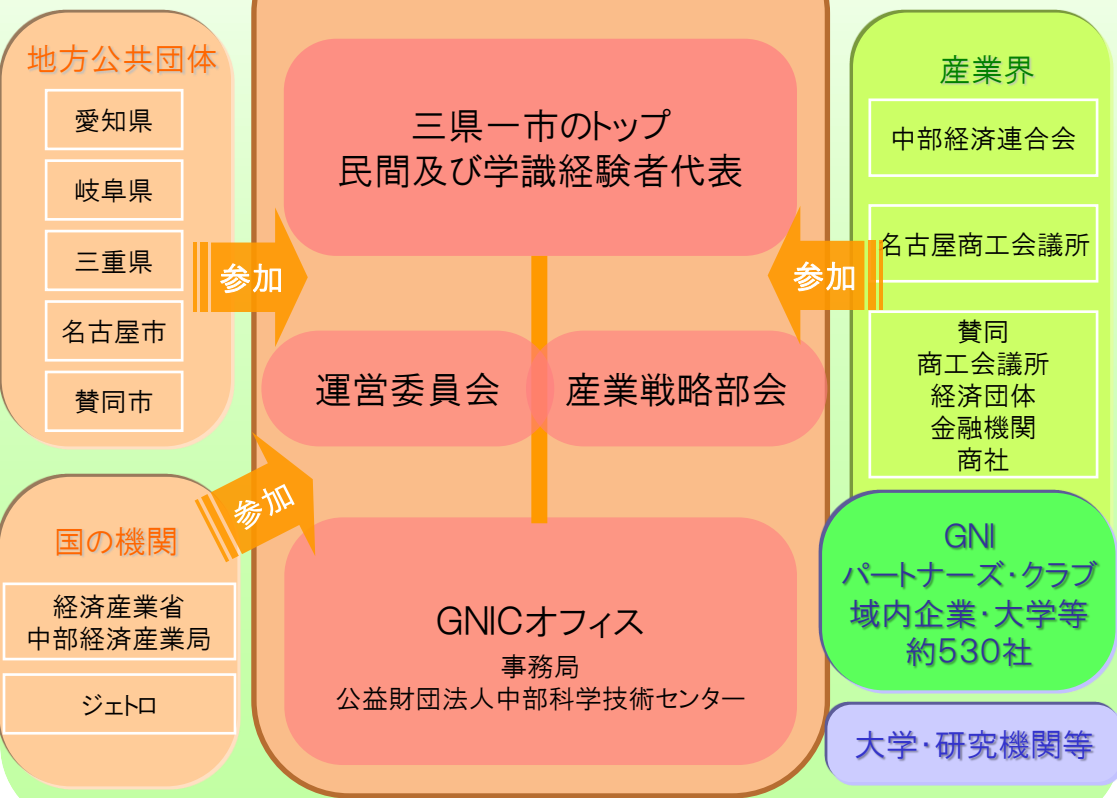 地方公共団体
愛知県
岐阜県
三重県
名古屋市
賛同市
参加
国の機関
経済産業省
中部経済産業局
ジェトロ
参加
三県一市のトップ
民間及び学識経験者代表
運営委員会
産業戦略部会
GNICオフィス
事務局
公益財団法人中部科学技術センター
産業界
中部経済連合会
名古屋商工会議所
参加
賛同
商工会議所
経済団体
金融機関
商社
GNI
パートナーズ・クラブ
域内企業・大学等
約530社
大学・研究機関等